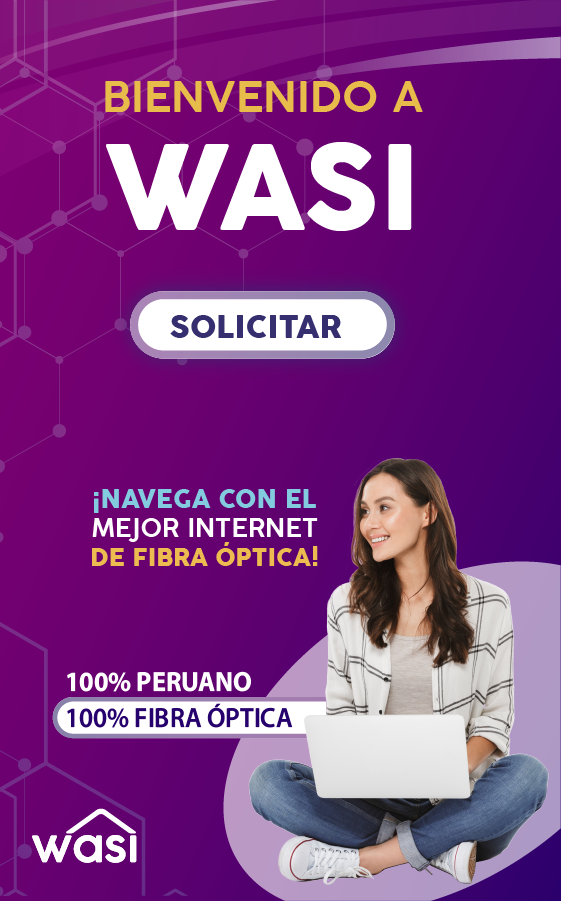 BIENVENIDO A
WASI
SOLICITAR
¡NAVEGA CON EL
MEJOR INTERNET
DE FIBRA ÓPTICA!
100% PERUANO
100% FIBRA ÓPTICA
wasi